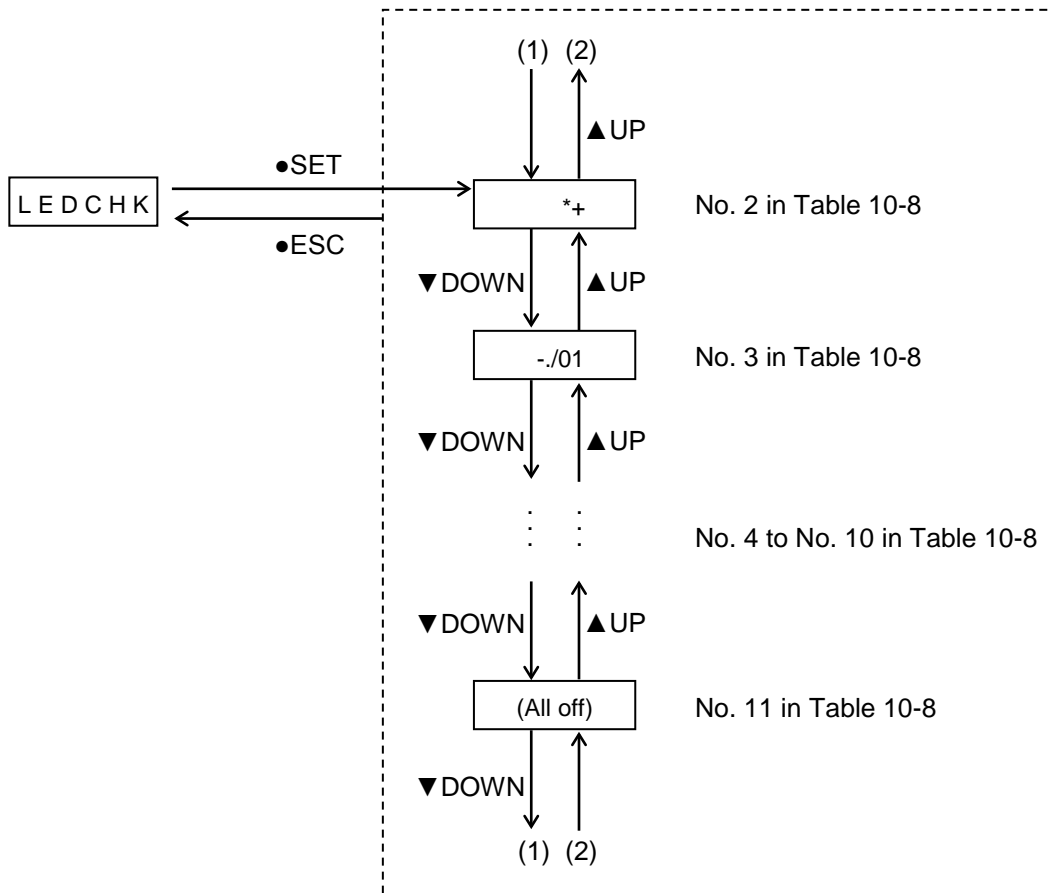 (1) (2)
▲UP
●SET
L E D C H K
*+
No. 2 in Table 10-8
●ESC
▼DOWN
▲UP
-./01
No. 3 in Table 10-8
▼DOWN
▲UP
No. 4 to No. 10 in Table 10-8
▼DOWN
▲UP
(All off)
No. 11 in Table 10-8
▼DOWN
(1) (2)